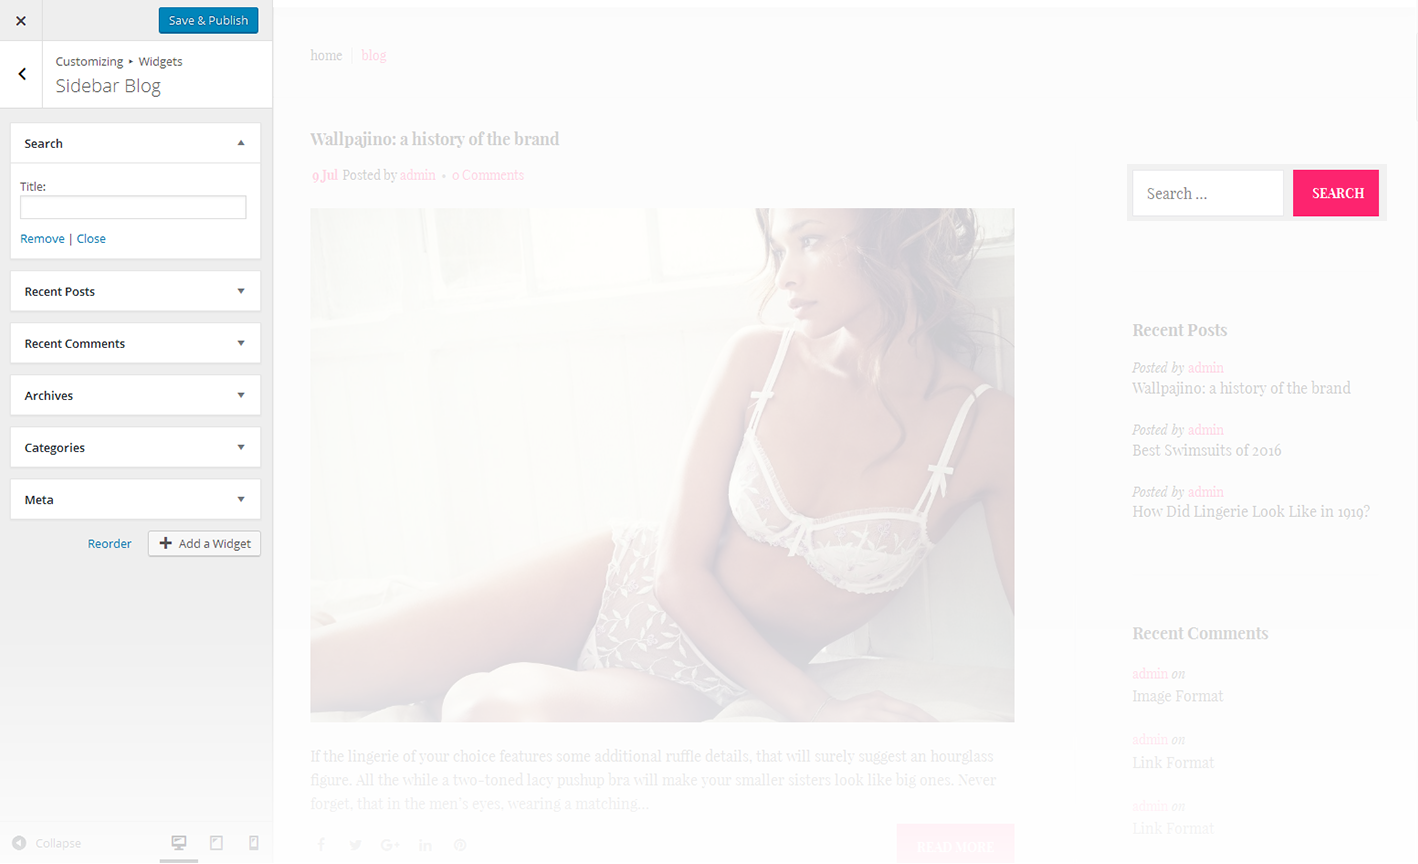 Save & Publish
Customizing ▸ Widgets
Sidebar Blog
Search
Title:
Remove | Close
Recent Posts
Recent Comments
Archives
Categories
Meta
Reorder
Add a Widget
Collapse
home
blog
Wallpajino: a history of the brand
9 Jul Posted by admin • 0 Comments
If the lingerie of your choice features some additional ruffle details, that will surely suggest an hourglass
figure. All the while a two-toned lacy pushup bra will make your smaller sisters look like big ones. Never
forget, that in the men's eyes, wearing a matching...
READ MORE
Search ...
SEARCH
Recent Posts
Posted by admin
Wallpajino: a history of the brand
Posted by admin
Best Swimsuits of 2016
Posted by admin
How Did Lingerie Look Like in 1919?
Recent Comments
admin on
Image Format
admin on
Link Format
admin on
Link Format